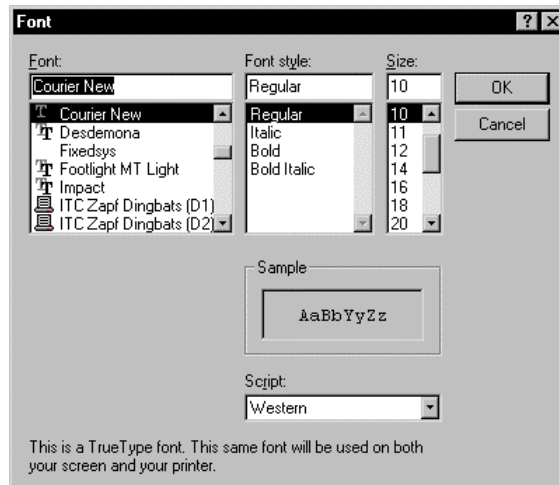 Font
Font: Font style: Size:
Courier New Regular 10
Courier New Regular 10
Desdemona Italic 11
Fixedsys Bold 12
Footlight MT Light Bold Italic 14
Impact 16
ITC Zapf Dingbats (D1) 18
ITC Zapf Dingbats (D2) 20
OK
Cancel
Sample
AaBbYyZz
Script:
Western
This is a TrueType font. This same font will be used on both
your screen and your printer.